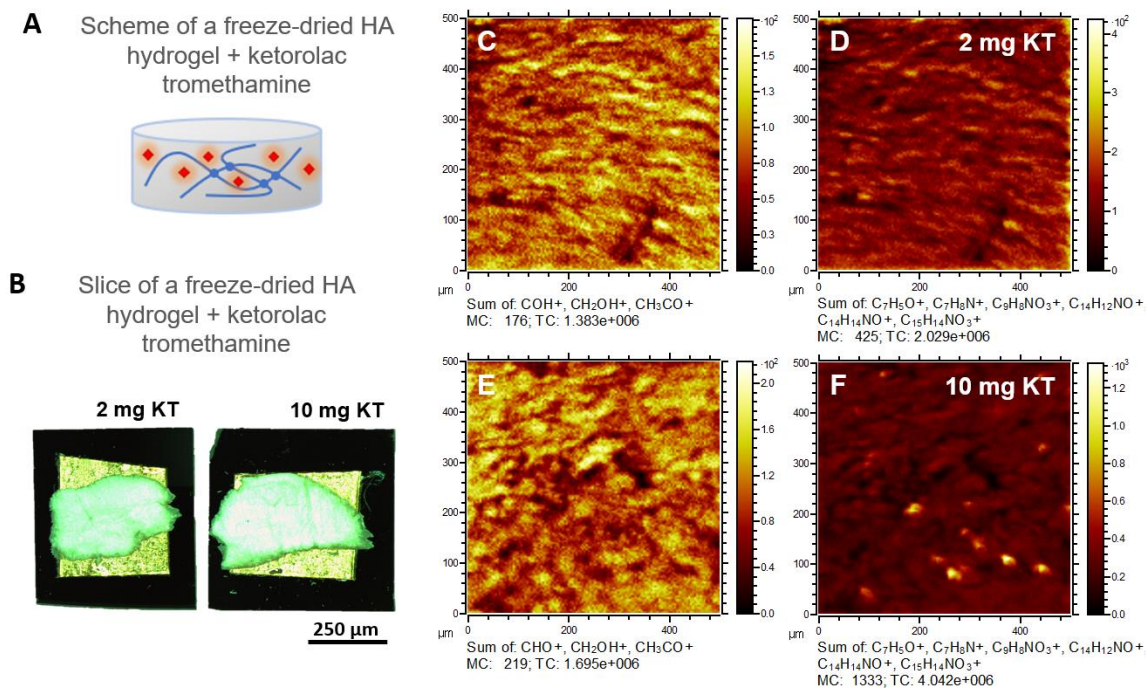 A
Scheme of a freeze-dried HA
hydrogel + ketorolac
tromethamine
B
Slice of a freeze-dried HA
hydrogel + ketorolac
tromethamine
2 mg KT
10 mg KT
250 µm
C
×10²
500
400
300
200
100
0
µm
0
200
400
1.8
1.5
1.3
1.0
0.8
0.5
0.3
0.0
Sum of: COH+, CH₂OH+, CH₃CO+
MC: 176; TC: 1.383e+006
D
2 mg KT
×10²
500
400
300
200
100
0
µm
0
200
400
4
3
2
1
0
Sum of: C₇H₅O+, C₇H₈N+, C₉H₈NO₃+, C₁₄H₁₂NO+
C₁₄H₁₄NO+, C₁₅H₁₄NO₃+
MC: 425; TC: 2.029e+006
E
×10²
500
400
300
200
100
0
µm
0
200
400
2.0
1.6
1.2
0.8
0.4
0.0
Sum of: CHO+, CH₂OH+, CH₃CO+
MC: 219; TC: 1.695e+006
F
10 mg KT
×10³
500
400
300
200
100
0
µm
0
200
400
1.2
1.0
0.8
0.6
0.4
0.2
0.0
Sum of: C₇H₅O+, C₇H₈N+, C₉H₈NO₃+, C₁₄H₁₂NO+
C₁₄H₁₄NO+, C₁₅H₁₄NO₃+
MC: 1333; TC: 4.042e+006